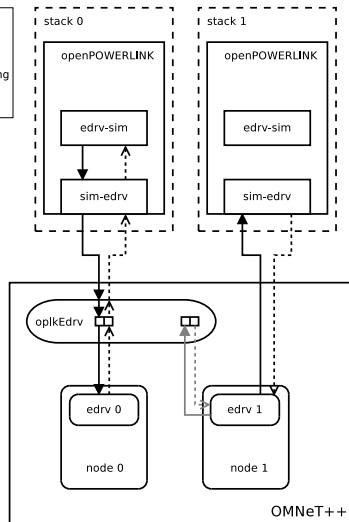 stack 0
stack 1
ng
openPOWERLINK
openPOWERLINK
edrv-sim
edrv-sim
sim-edrv
sim-edrv
oplkEdrv
edrv 0
edrv 1
node 0
node 1
OMNeT++